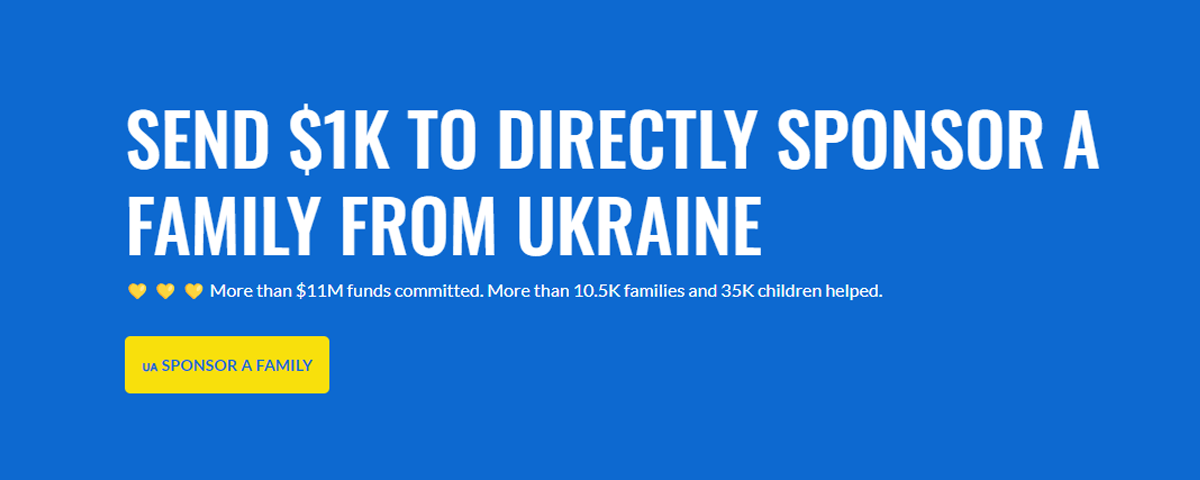 SEND $1K TO DIRECTLY SPONSOR A
FAMILY FROM UKRAINE
💛 💛 💛 More than $11M funds committed. More than 10.5K families and 35K children helped.
UA SPONSOR A FAMILY